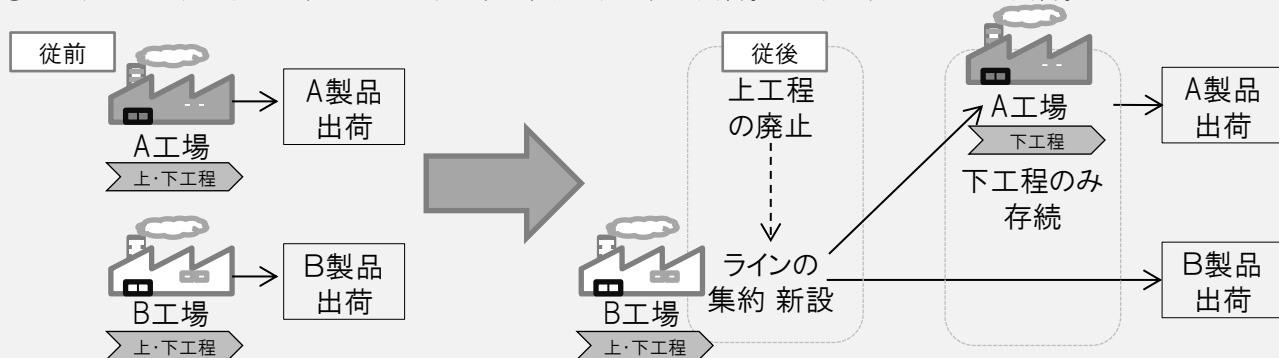 従前
A製品
出荷
A工場
上・下工程
B製品
出荷
B工場
上・下工程
従後
上工程
の廃止
ラインの
集約 新設
B工場
上・下工程
A工場
下工程
下工程のみ
存続
A製品
出荷
B製品
出荷